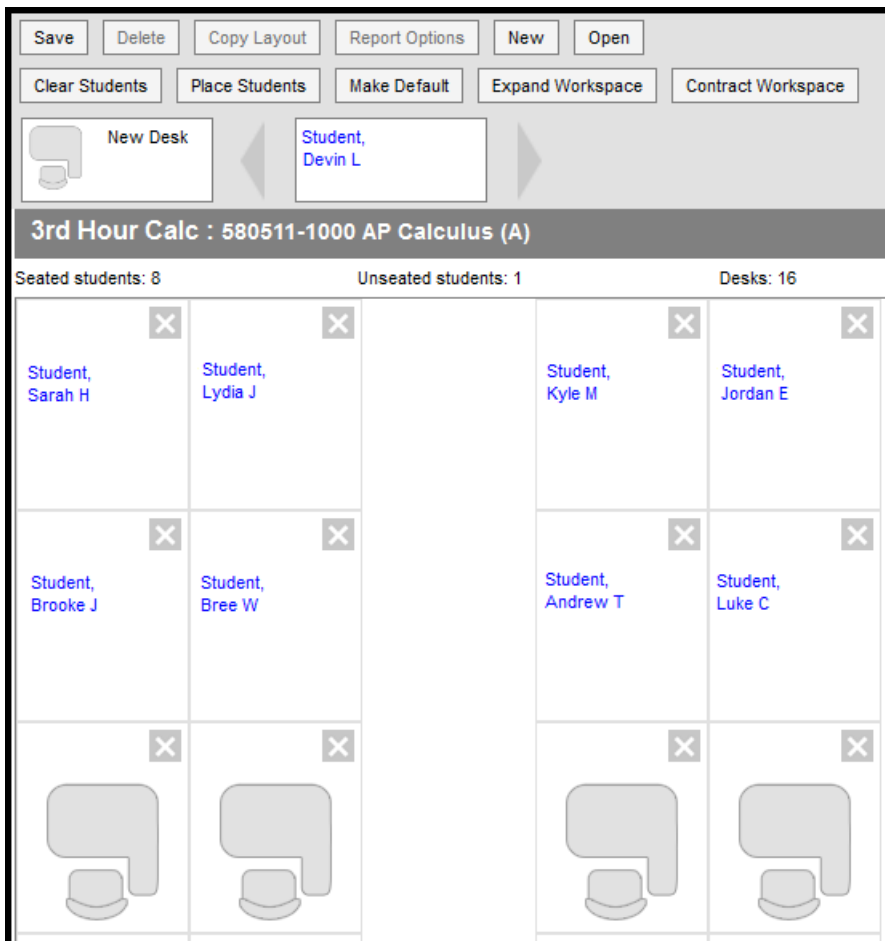 Save Delete Copy Layout Report Options New Open
Clear Students Place Students Make Default Expand Workspace Contract Workspace
New Desk
Student,
Devin L
3rd Hour Calc : 580511-1000 AP Calculus (A)
Seated students: 8 Unseated students: 1 Desks: 16
Student,
Sarah H
Student,
Lydia J
Student,
Kyle M
Student,
Jordan E
Student,
Brooke J
Student,
Bree W
Student,
Andrew T
Student,
Luke C